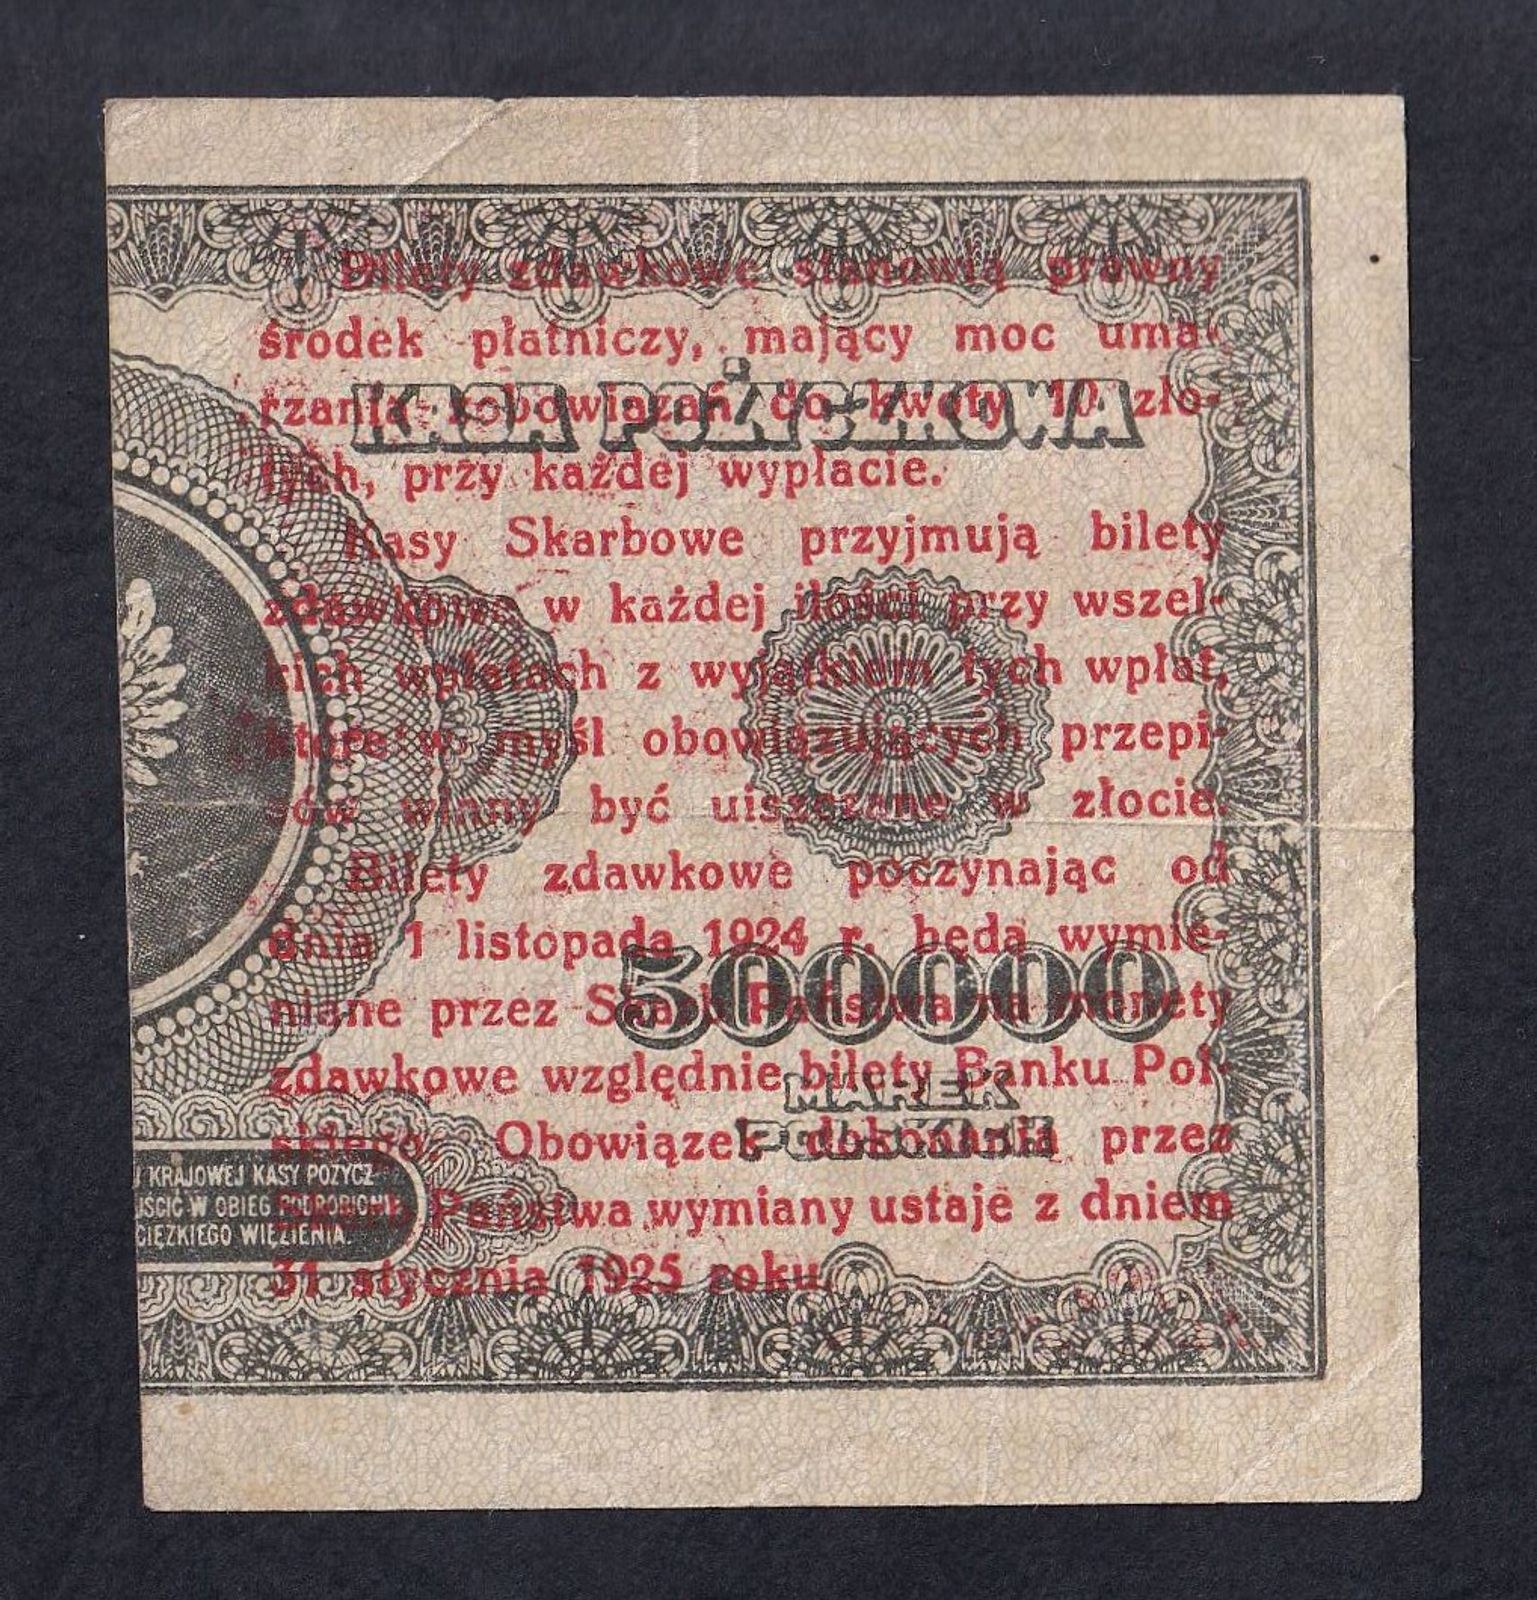 Bilety zdawkowe stanowią prawny
środek płatniczy, mający moc uma-
rzania zobowiązań do kwoty 10 zło-
KASA POŻYCZKOWA
tych, przy każdej wypłacie.
Kasy Skarbowe przyjmują bilety
zdawkowe w każdej ilości przy wszel-
kich wpłatach z wyjątkiem tych wpłat,
które w myśl obowiązujących przepi-
sów winny być uiszczane w złocie.
Bilety zdawkowe poczynając od
dnia 1 listopada 1924 r. będą wymie-
500000
niane przez Skarb Państwa na monety
zdawkowe względnie bilety Banku Pol-
MAREK
skiego. Obowiązek dokonania przez
POLSKICH
Skarb Państwa wymiany ustaje z dniem
31 stycznia 1925 roku.
J KRAJOWEJ KASY POŻYCZ-
UŚCIĆ W OBIEG PODROBIONE
CIĘŻKIEGO WIĘZIENIA.